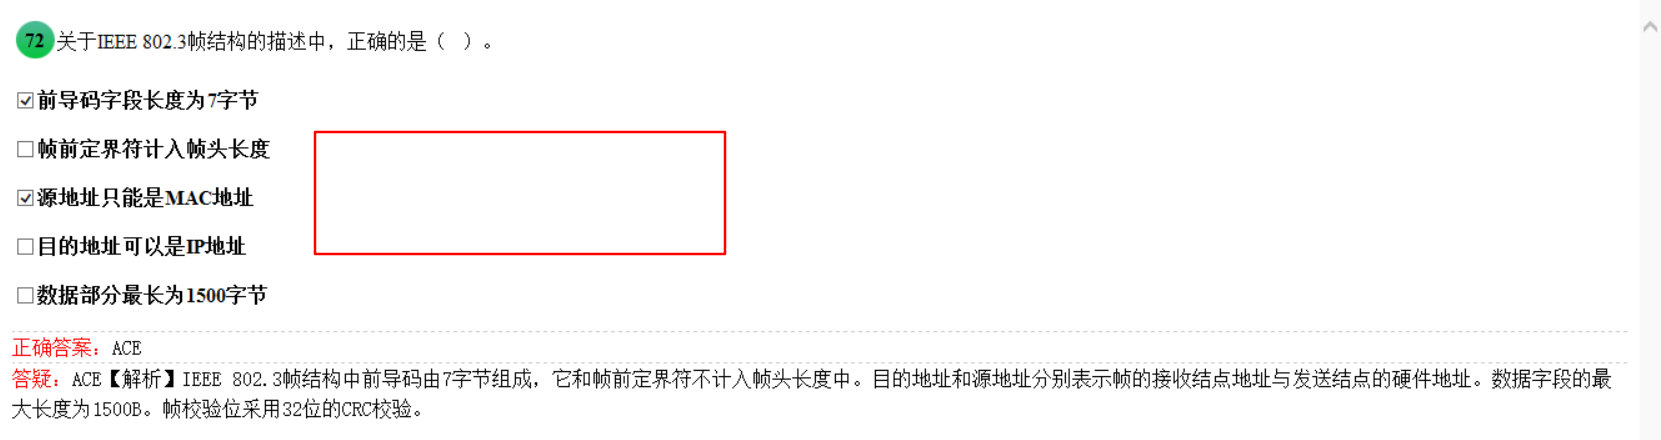 72 关于IEEE 802.3帧结构的描述中，正确的是（ ）。
前导码字段长度为7字节
帧前定界符计入帧头长度
源地址只能是MAC地址
目的地址可以是IP地址
数据部分最长为1500字节
正确答案：ACE
答疑：ACE【解析】IEEE 802.3帧结构中前导码由7字节组成，它和帧前定界符不计入帧头长度中。目的地址和源地址分别表示帧的接收结点地址与发送结点的硬件地址。数据字段的最
大长度为1500B。帧校验位采用32位的CRC校验。